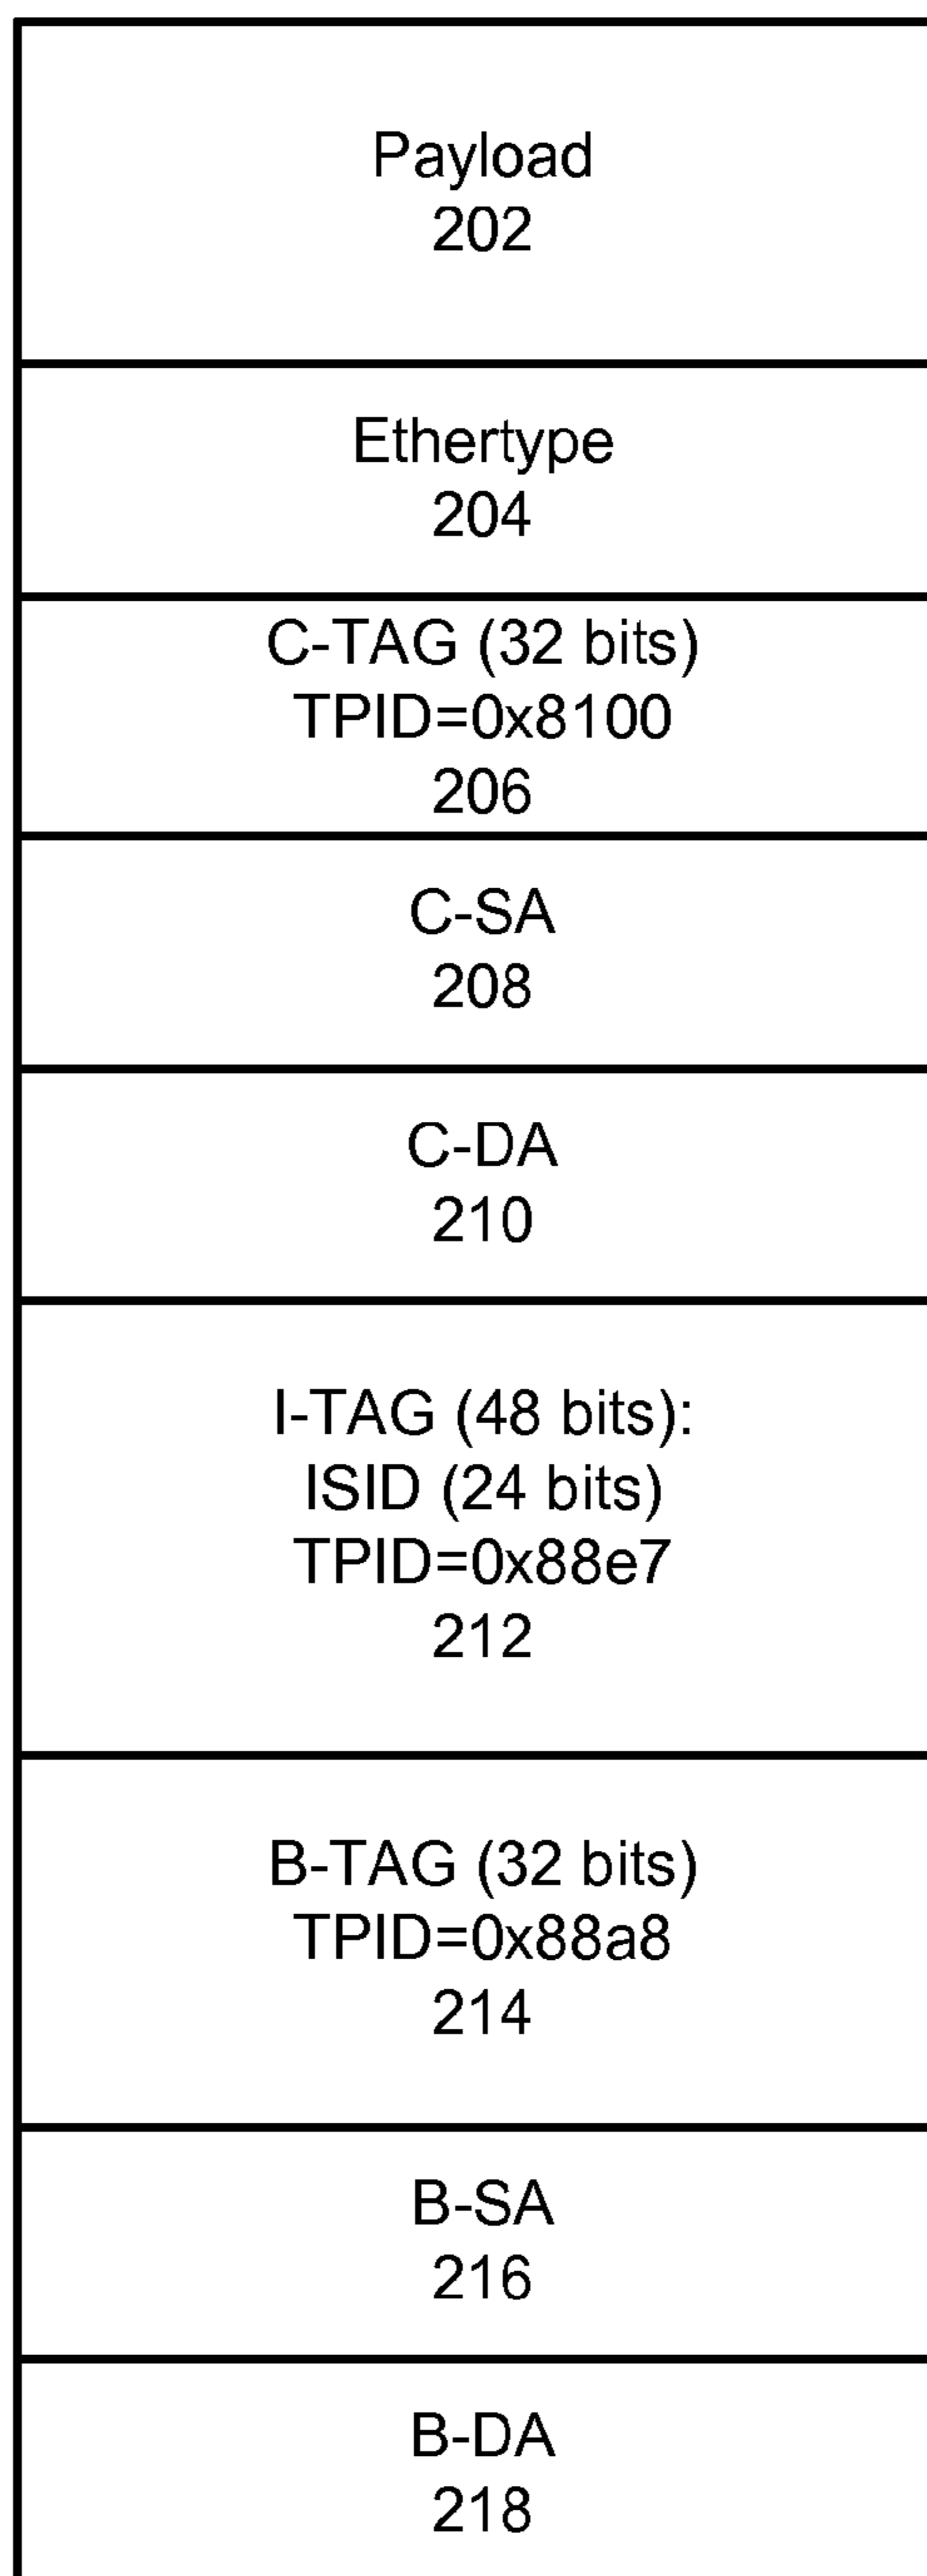 Payload
202
Ethertype
204
C-TAG (32 bits)
TPID=0x8100
206
C-SA
208
C-DA
210
I-TAG (48 bits):
ISID (24 bits)
TPID=0x88e7
212
B-TAG (32 bits)
TPID=0x88a8
214
B-SA
216
B-DA
218